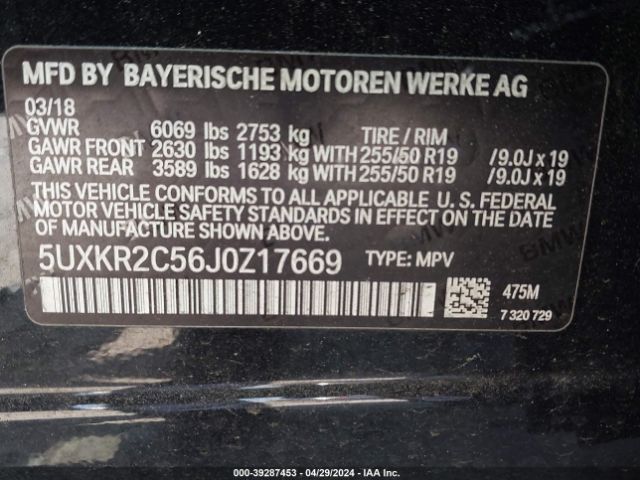 MFD BY BAYERISCHE MOTOREN WERKE AG
03/18
GVWR 6069 lbs 2753 kg TIRE / RIM
GAWR FRONT 2630 lbs 1193 kg WITH 255/50 R19 /9.0J x 19
GAWR REAR 3589 lbs 1628 kg WITH 255/50 R19 /9.0J x 19
THIS VEHICLE CONFORMS TO ALL APPLICABLE U. S. FEDERAL
MOTOR VEHICLE SAFETY STANDARDS IN EFFECT ON THE DATE OF
MANUFACTURE SHOWN ABOVE.
5UXKR2C56J0Z17669 TYPE: MPV
475M
7 320 729
000-39287453 - 04/29/2024 - IAA Inc.